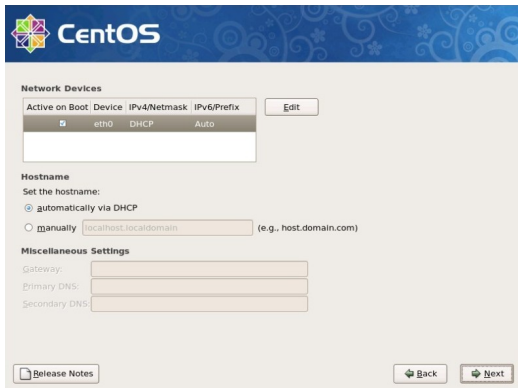 CentOS
Network Devices
Active on Boot Device IPv4/Netmask IPv6/Prefix
Edit
eth0 DHCP Auto
Hostname
Set the hostname:
automatically via DHCP
manually localhost.localdomain (e.g., host.domain.com)
Miscellaneous Settings
Gateway:
Primary DNS:
Secondary DNS:
Release Notes Back Next